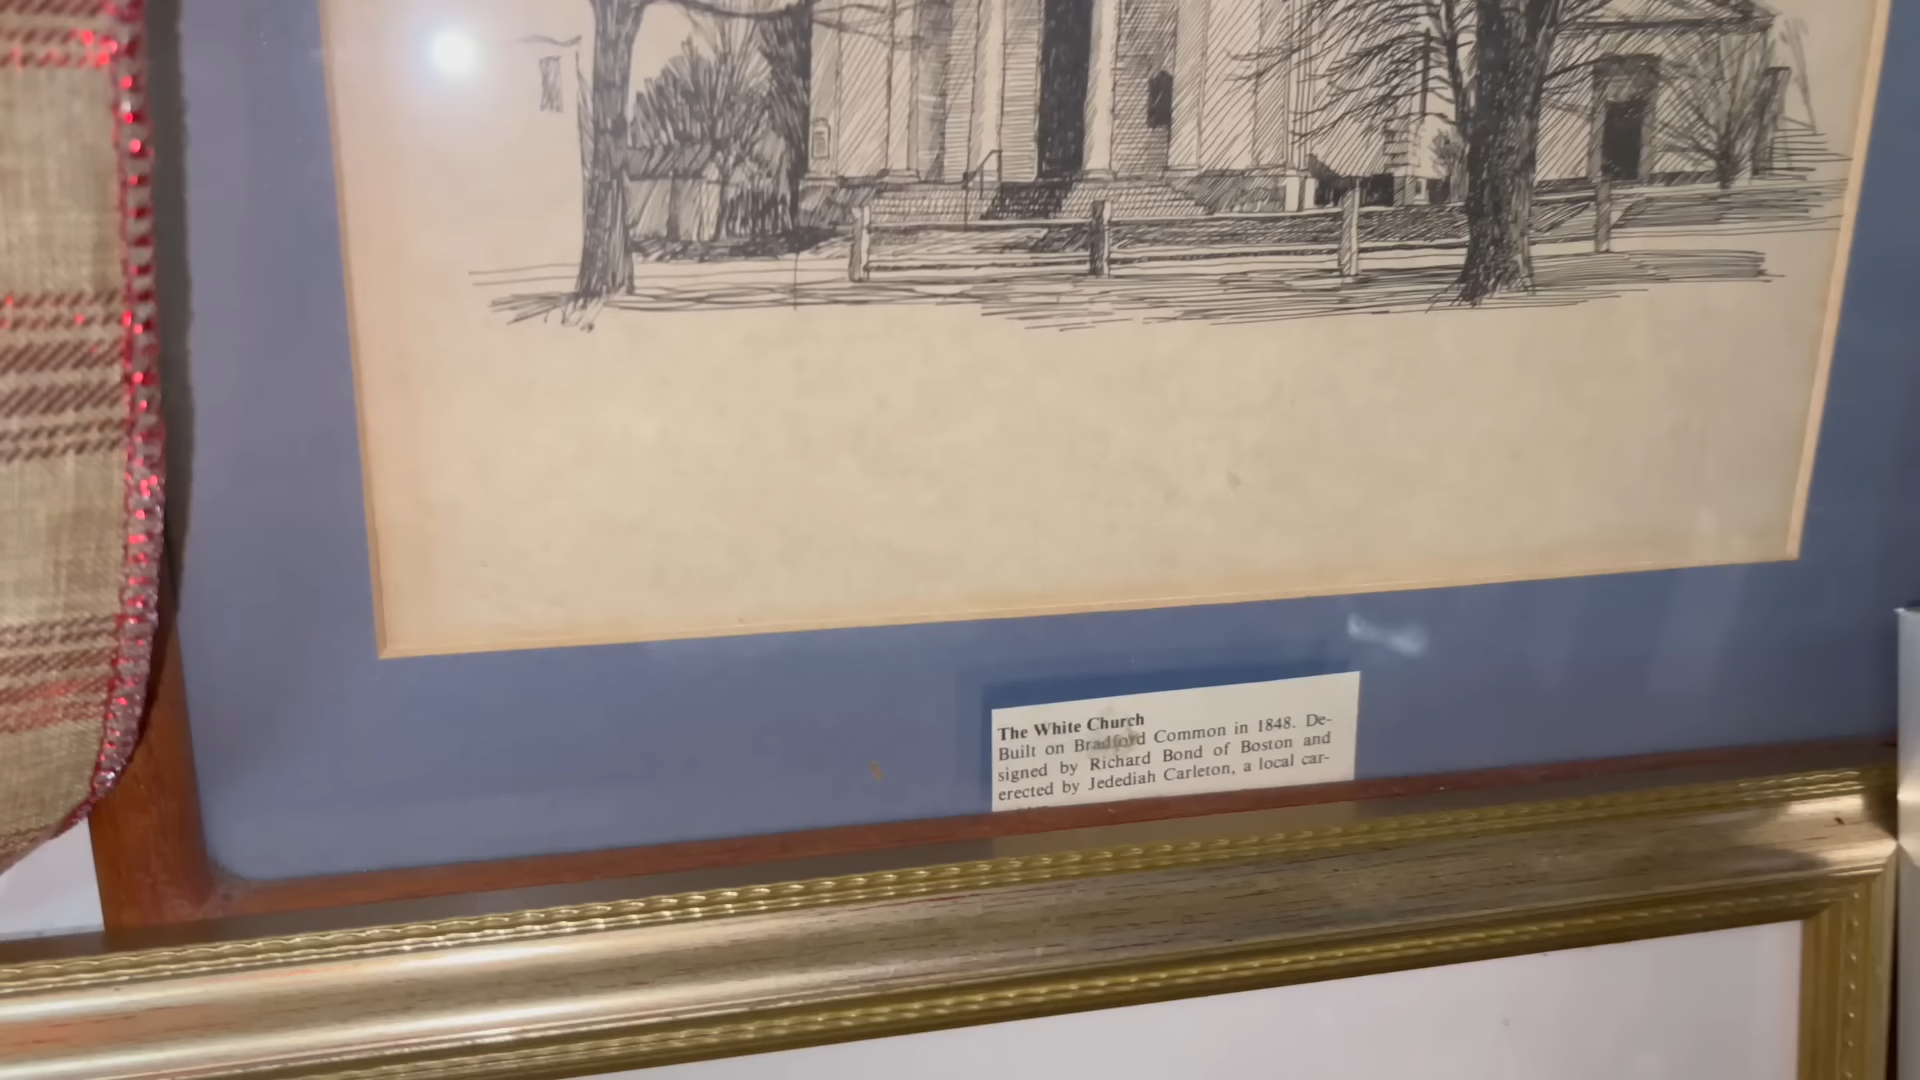 The White Church
Built on Bradford Common in 1848. De-
signed by Richard Bond of Boston and
erected by Jedediah Carleton, a local car-